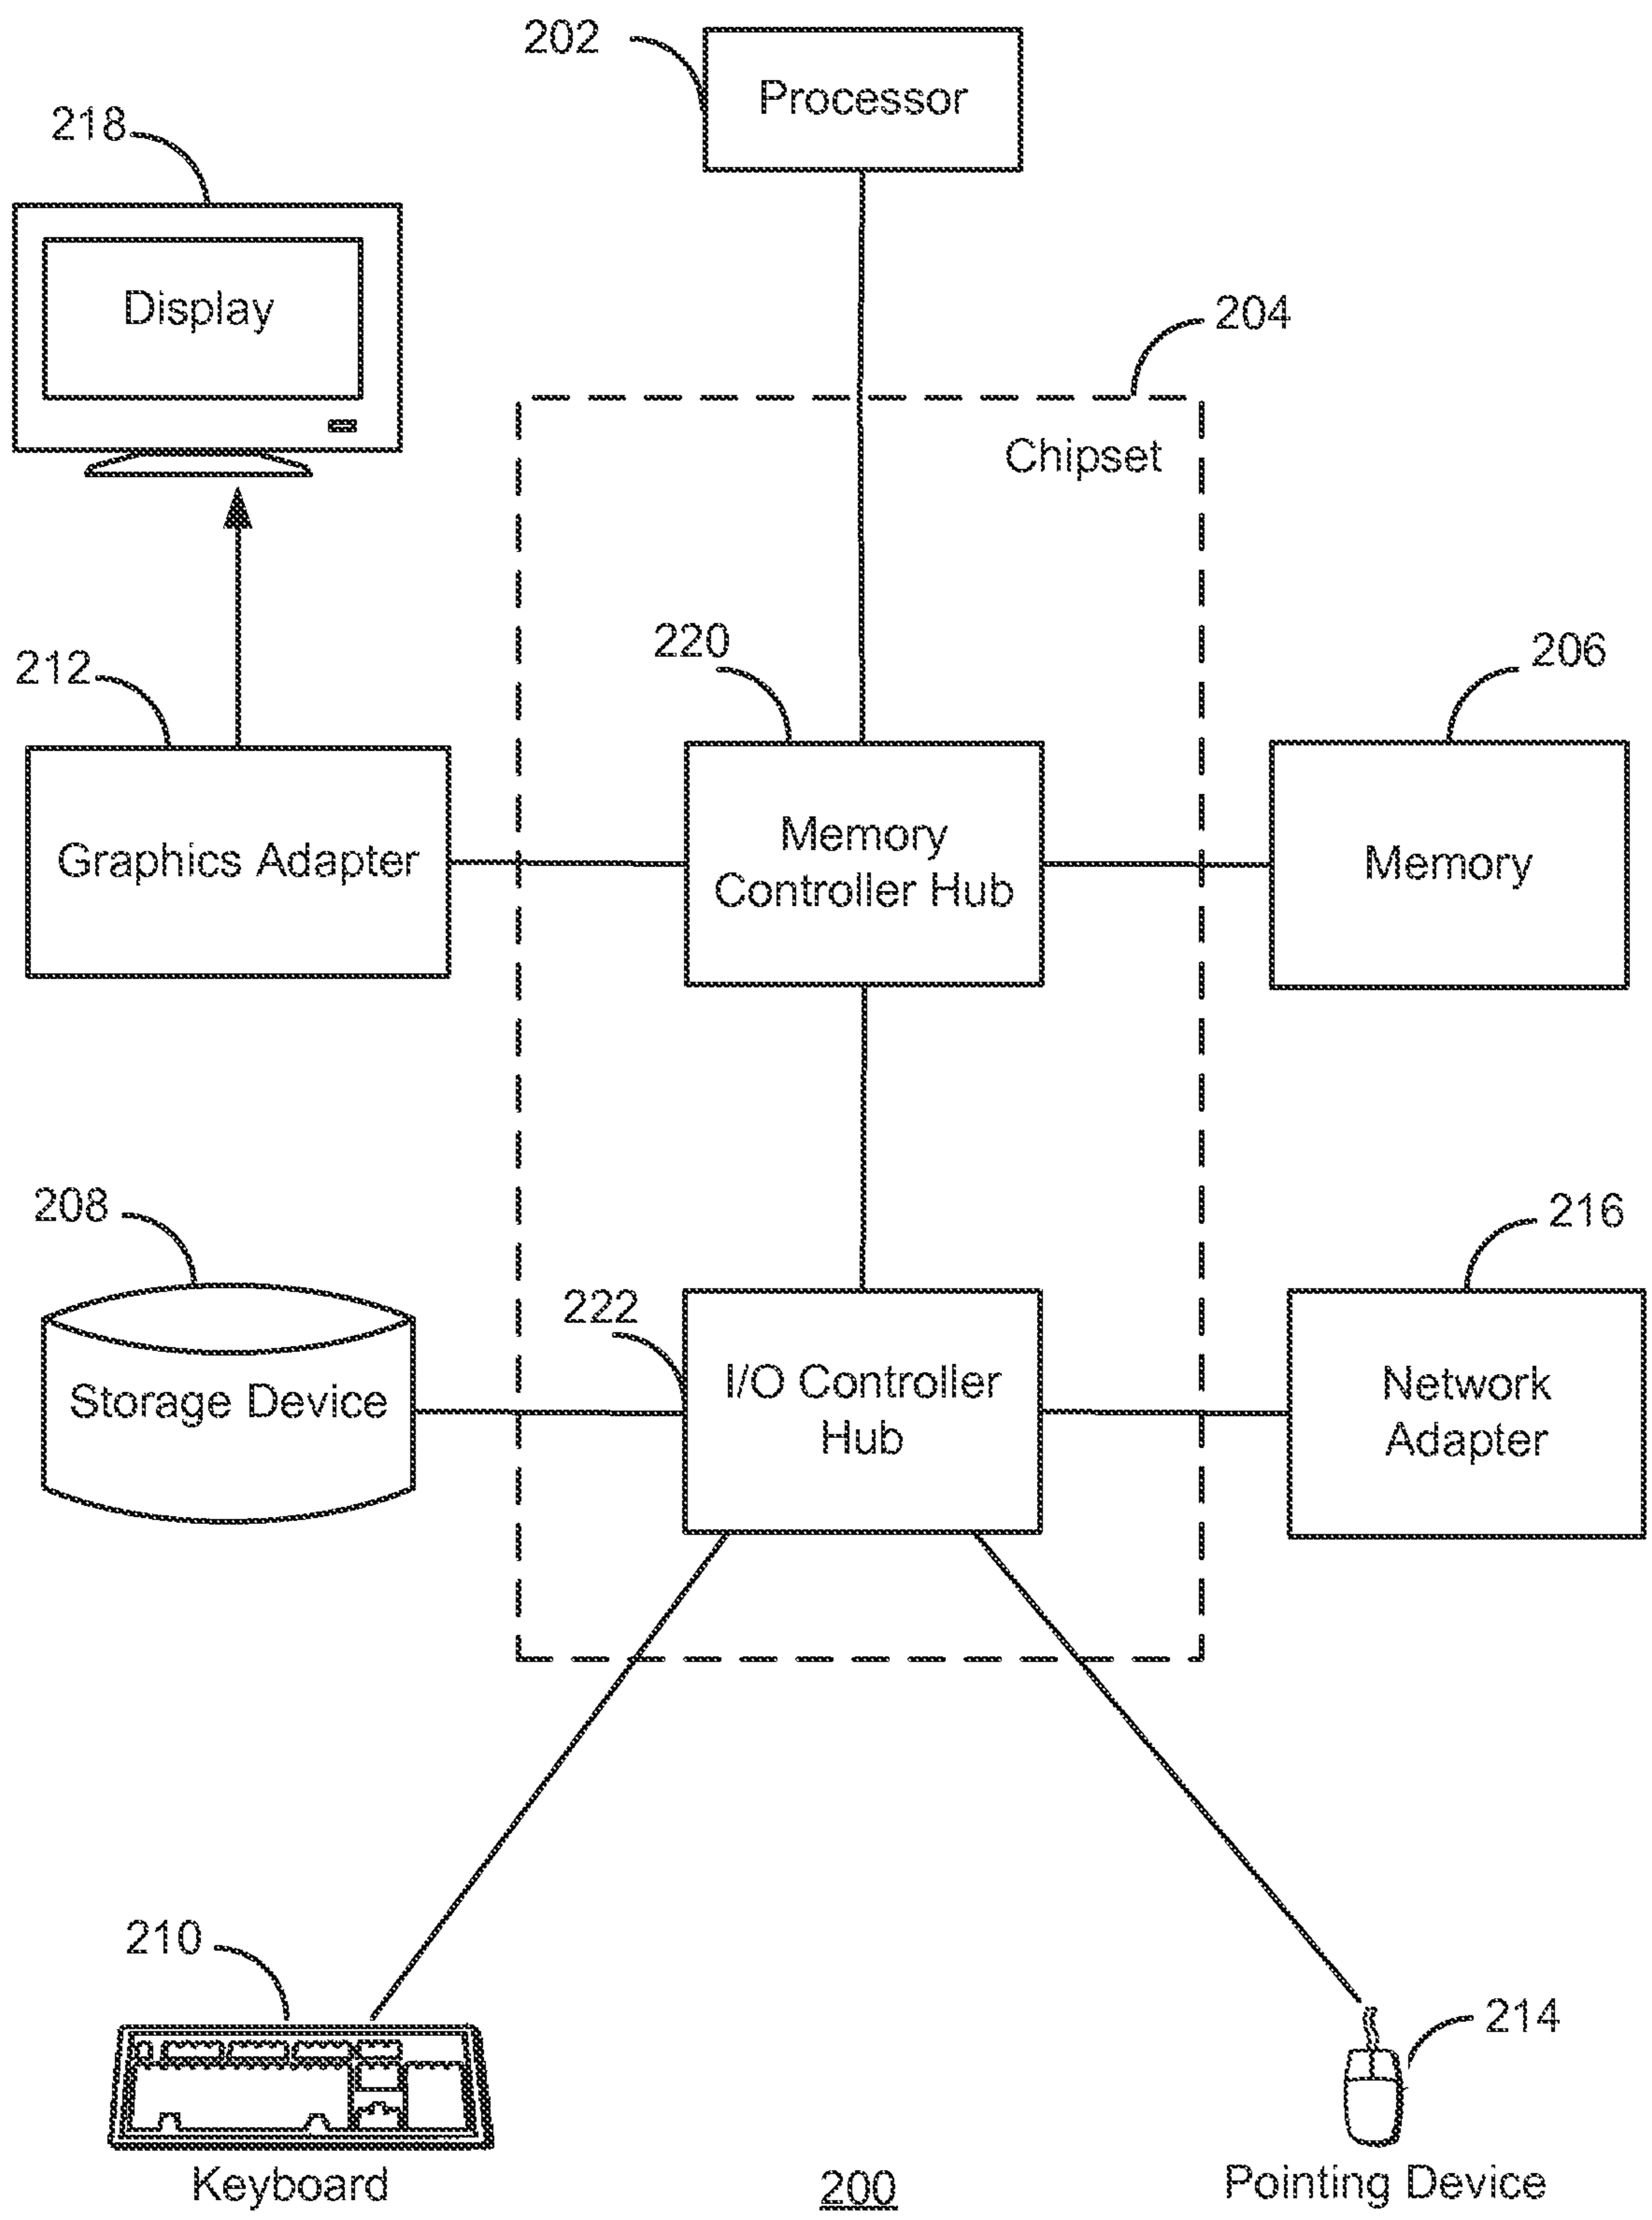 202
Processor
218
Display
204
Chipset
220
212
206
Graphics Adapter
Memory
Controller Hub
Memory
208
222
216
Storage Device
I/O Controller
Hub
Network
Adapter
210
214
Keyboard
200
Pointing Device